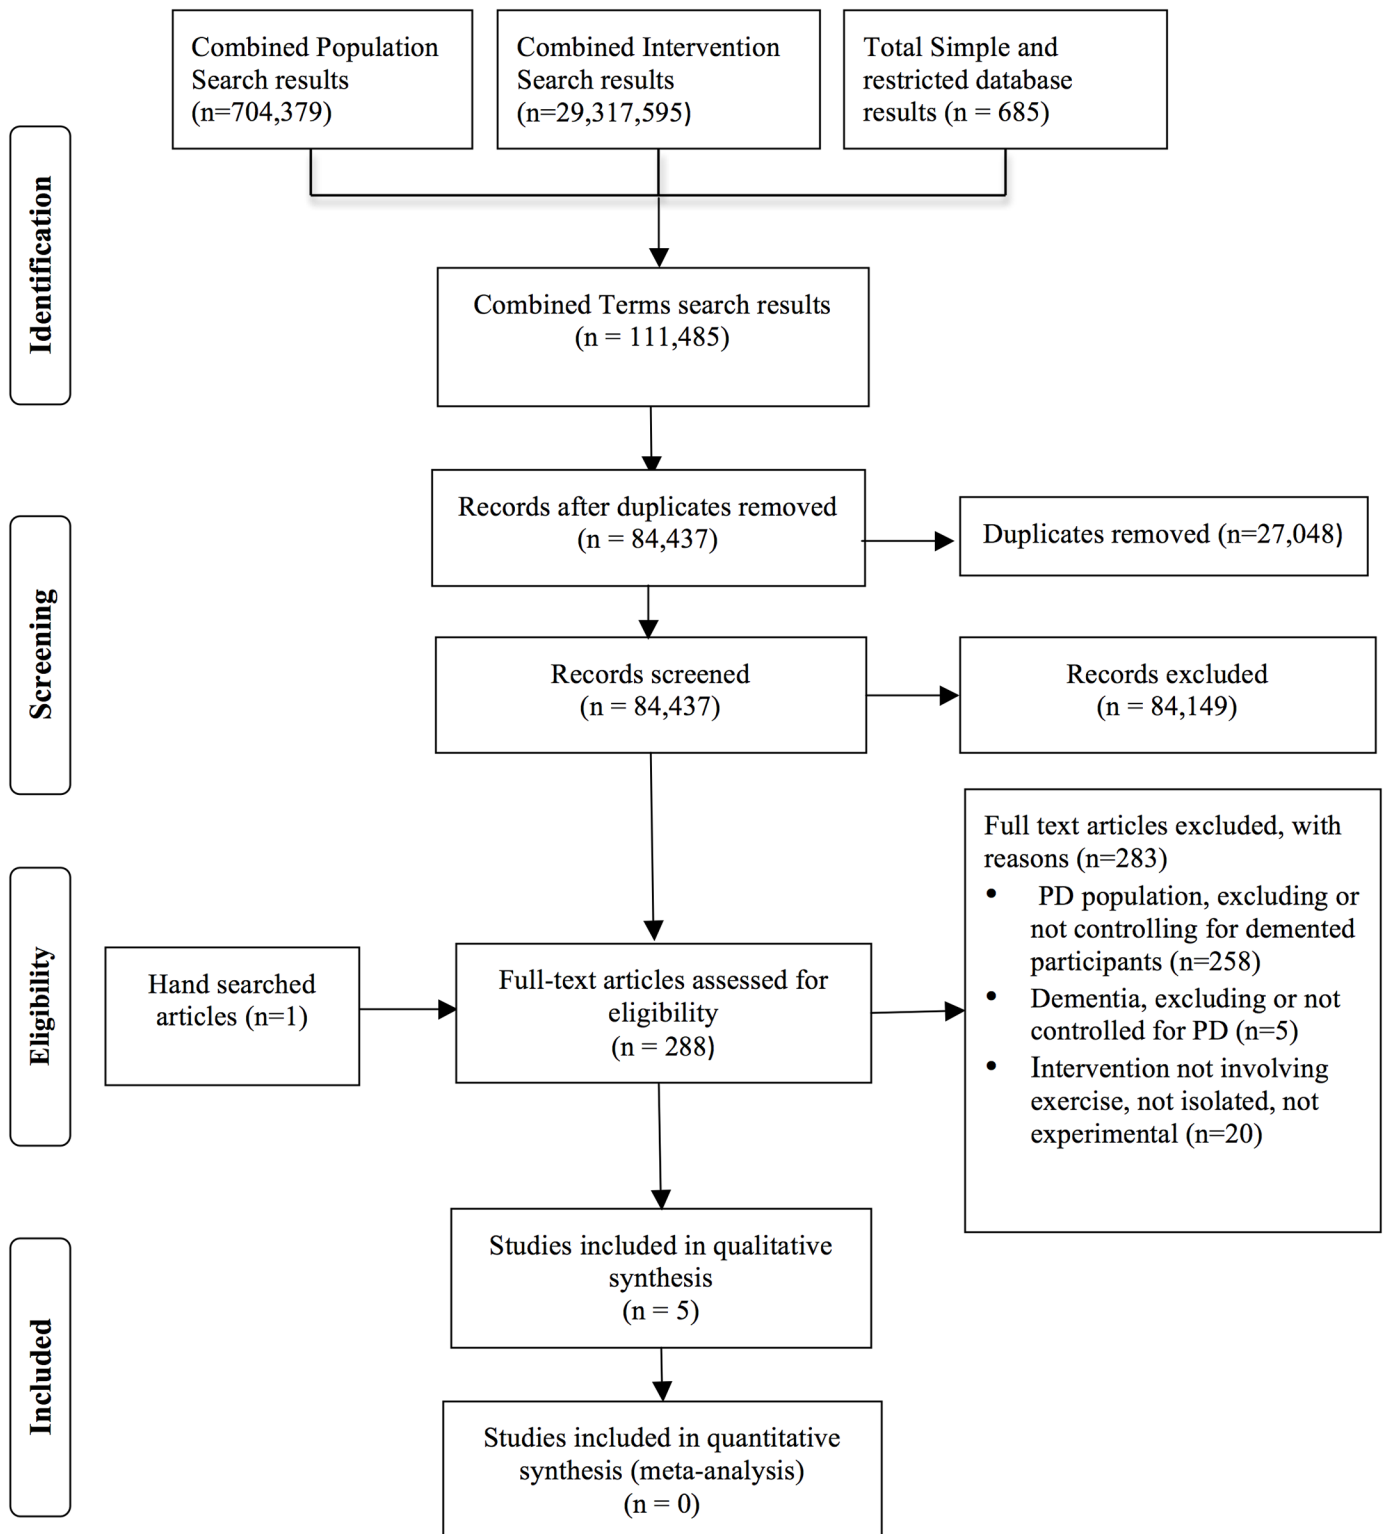 Combined Population
Search results
(n=704,379)
Combined Intervention
Search results
(n=29,317,595)
Total Simple and
restricted database
results (n = 685)
Identification
Combined Terms search results
(n = 111,485)
Records after duplicates removed
(n = 84,437)
Duplicates removed (n=27,048)
Screening
Records screened
(n = 84,437)
Records excluded
(n = 84,149)
Eligibility
Hand searched
articles (n=1)
Full-text articles assessed for
eligibility
(n = 288)
Full text articles excluded, with
reasons (n=283)
• PD population, excluding or
not controlling for demented
participants (n=258)
• Dementia, excluding or not
controlled for PD (n=5)
• Intervention not involving
exercise, not isolated, not
experimental (n=20)
Included
Studies included in qualitative
synthesis
(n = 5)
Studies included in quantitative
synthesis (meta-analysis)
(n = 0)